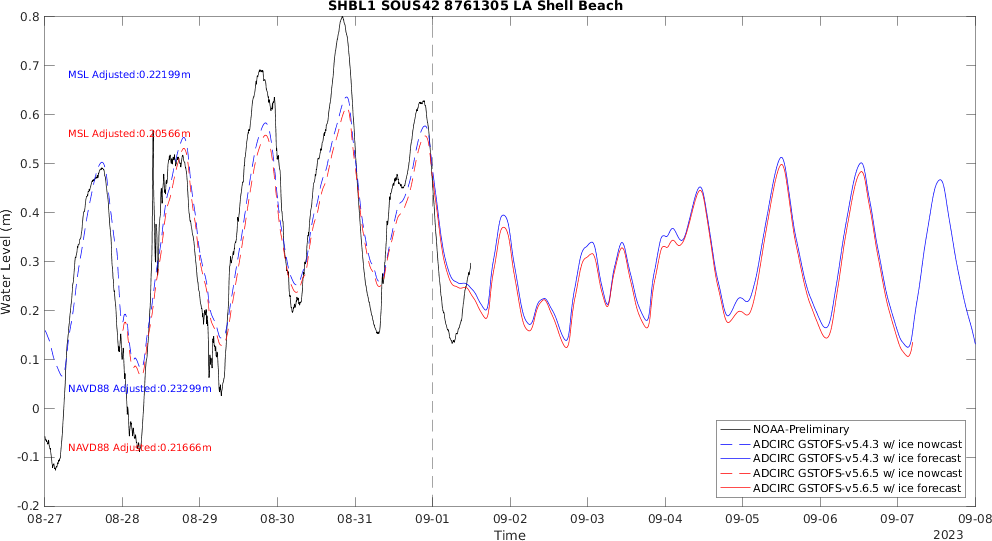 SHBL1 SOUS42 8761305 LA Shell Beach
0.8
0.7
0.6
0.5
0.4
0.3
0.2
0.1
0
-0.1
-0.2
Water Level (m)
MSL Adjusted:0.22199m
MSL Adjusted:0.20566m
NAVD88 Adjusted:0.23299m
NAVD88 Adjusted:0.21666m
NOAA-Preliminary
ADCIRC GSTOFS-v5.4.3 w/ ice nowcast
ADCIRC GSTOFS-v5.4.3 w/ ice forecast
ADCIRC GSTOFS-v5.6.5 w/ ice nowcast
ADCIRC GSTOFS-v5.6.5 w/ ice forecast
08-27 08-28 08-29 08-30 08-31 09-01 09-02 09-03 09-04 09-05 09-06 09-07 09-08
Time
2023